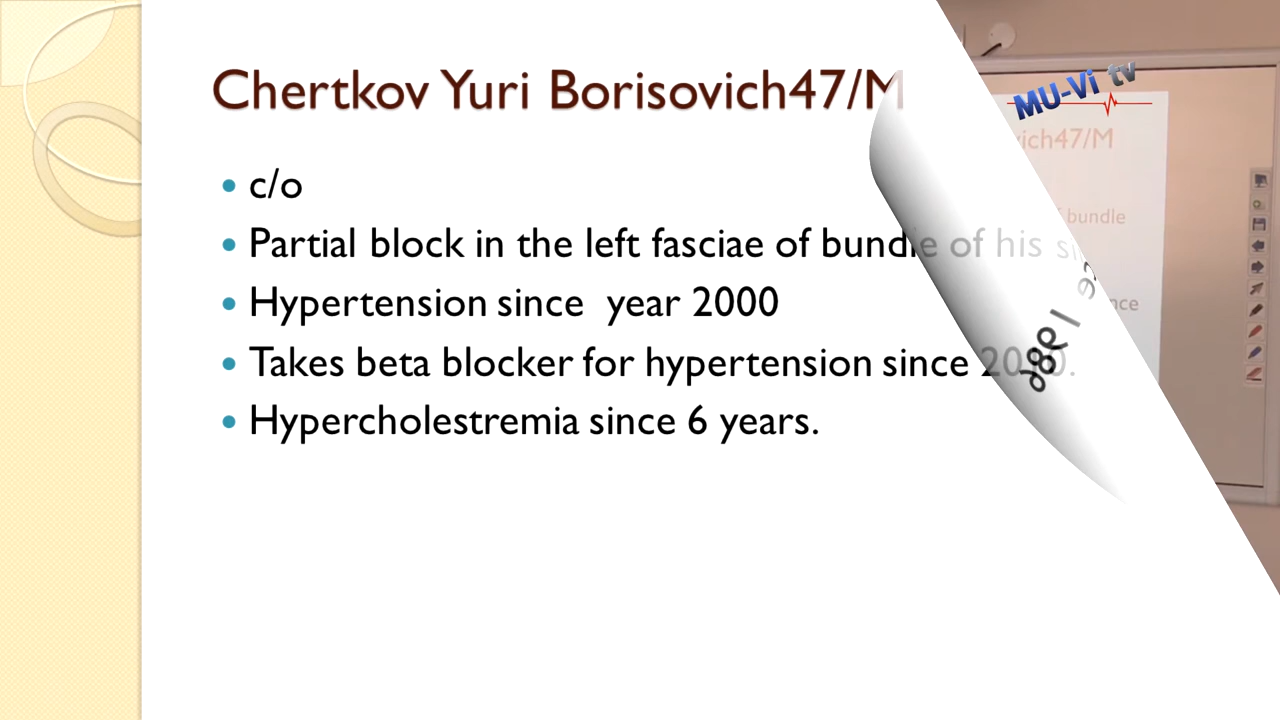 Chertkov Yuri Borisovich47/M
MU-Vi tv
vich47/M
c/o
Partial block in the left fasciae of bundle of his
bundle
Hypertension since year 2000
nce
Takes beta blocker for hypertension since 2000.
Hypercholestremia since 6 years.